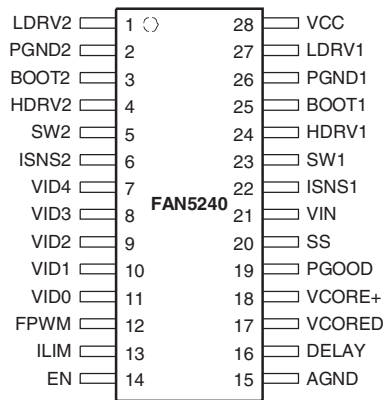 LDRV2 1 28 VCC
PGND2 2 27 LDRV1
BOOT2 3 26 PGND1
HDRV2 4 25 BOOT1
SW2 5 24 HDRV1
ISNS2 6 23 SW1
VID4 7 22 ISNS1
FAN5240
VID3 8 21 VIN
VID2 9 20 SS
VID1 10 19 PGOOD
VID0 11 18 VCORE+
FPWM 12 17 VCORED
ILIM 13 16 DELAY
EN 14 15 AGND